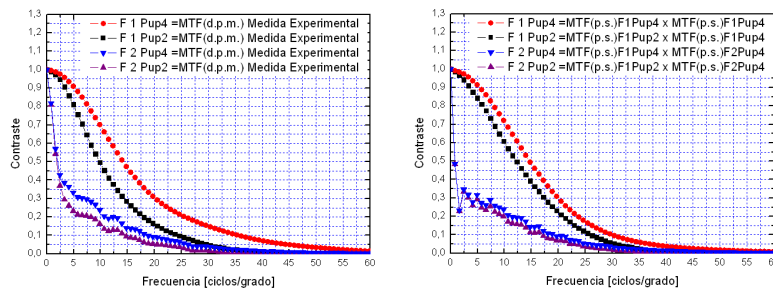 F 1 Pup4 =MTF(d.p.m.) Medida Experimental
F 1 Pup2 =MTF(d.p.m.) Medida Experimental
F 2 Pup4 =MTF(d.p.m.) Medida Experimental
F 2 Pup2 =MTF(d.p.m.) Medida Experimental
1,3
1,2
1,1
1,0
0,9
0,8
0,7
0,6
0,5
0,4
0,3
0,2
0,1
0,0
Contraste
0 5 10 15 20 25 30 35 40 45 50 55 60
Frecuencia [ciclos/grado]
F 1 Pup4 =MTF(p.s.)F1Pup4 x MTF(p.s.)F1Pup4
F 1 Pup2 =MTF(p.s.)F1Pup2 x MTF(p.s.)F1Pup4
F 2 Pup4 =MTF(p.s.)F1Pup4 x MTF(p.s.)F2Pup4
F 2 Pup2 =MTF(p.s.)F1Pup2 x MTF(p.s.)F2Pup4
1,3
1,2
1,1
1,0
0,9
0,8
0,7
0,6
0,5
0,4
0,3
0,2
0,1
0,0
Contraste
0 5 10 15 20 25 30 35 40 45 50 55 60
Frecuencia [ciclos/grado]